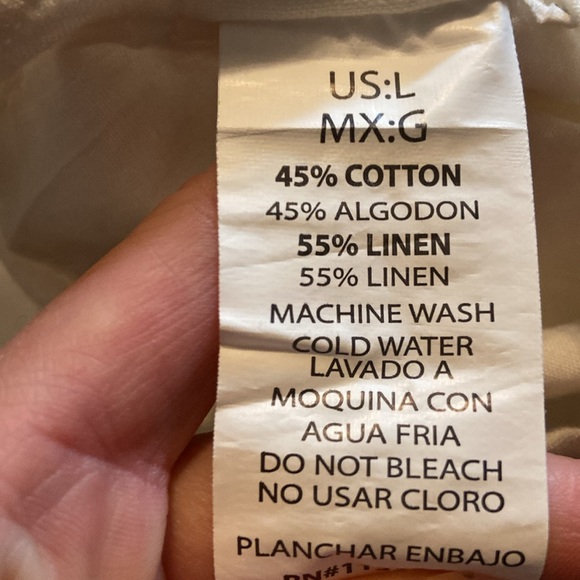 US:L
MX:G
45% COTTON
45% ALGODON
55% LINEN
55% LINEN
MACHINE WASH
COLD WATER
LAVADO A
MOQUINA CON
AGUA FRIA
DO NOT BLEACH
NO USAR CLORO
PLANCHAR ENBAJO